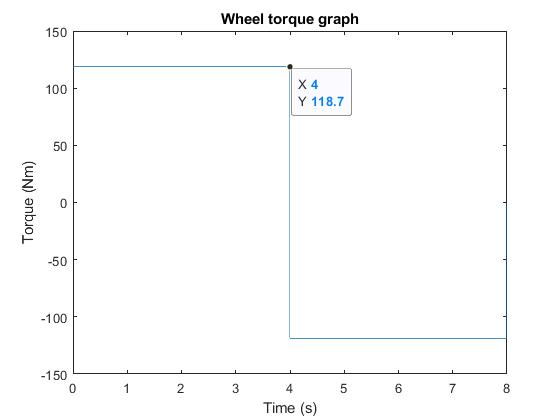 Wheel torque graph
150
100
50
0
-50
-100
-150
Torque (Nm)
X 4
Y 118.7
0 1 2 3 4 5 6 7 8
Time (s)